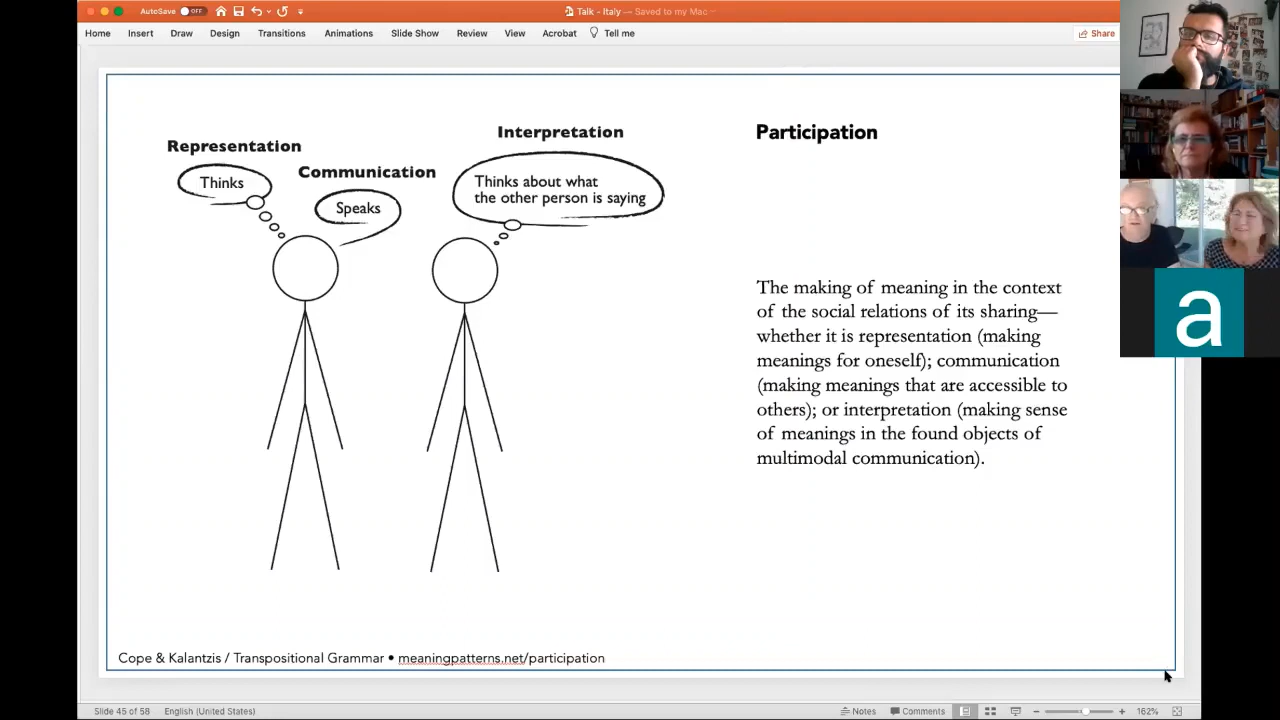 AutoSave OFF
Talk - Italy — Saved to my Mac
Home Insert Draw Design Transitions Animations Slide Show Review View Acrobat Tell me Share
Representation
Thinks
Communication
Speaks
Interpretation
Thinks about what
the other person is saying
Participation
The making of meaning in the context
of the social relations of its sharing—
whether it is representation (making
meanings for oneself); communication
(making meanings that are accessible to
others); or interpretation (making sense
of meanings in the found objects of
multimodal communication).
Cope & Kalantzis / Transpositional Grammar • meaningpatterns.net/participation
a
Slide 45 of 58 English (United States) Notes Comments 162%